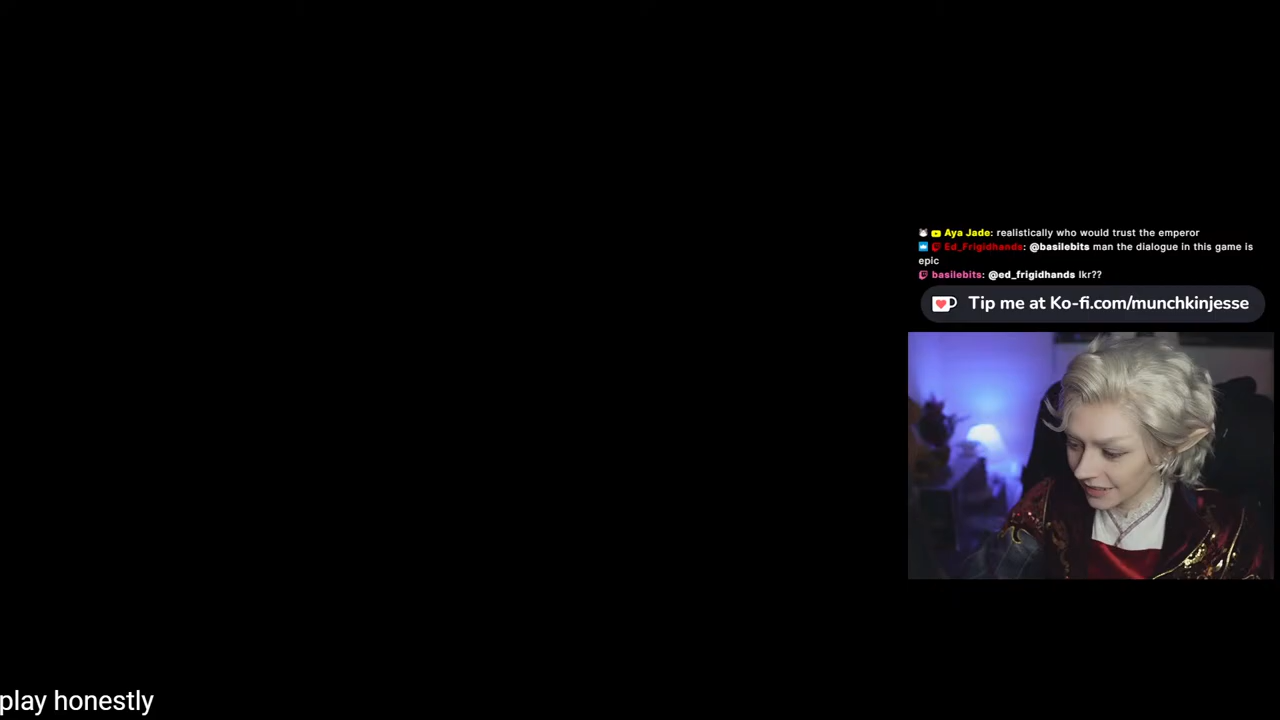 Aya Jade: realistically who would trust the emperor
Ed_Frigidhands: @basilebits man the dialogue in this game is
epic
basilebits: @ed_frigidhands Ikr??
Tip me at Ko-fi.com/munchkinjesse
play honestly